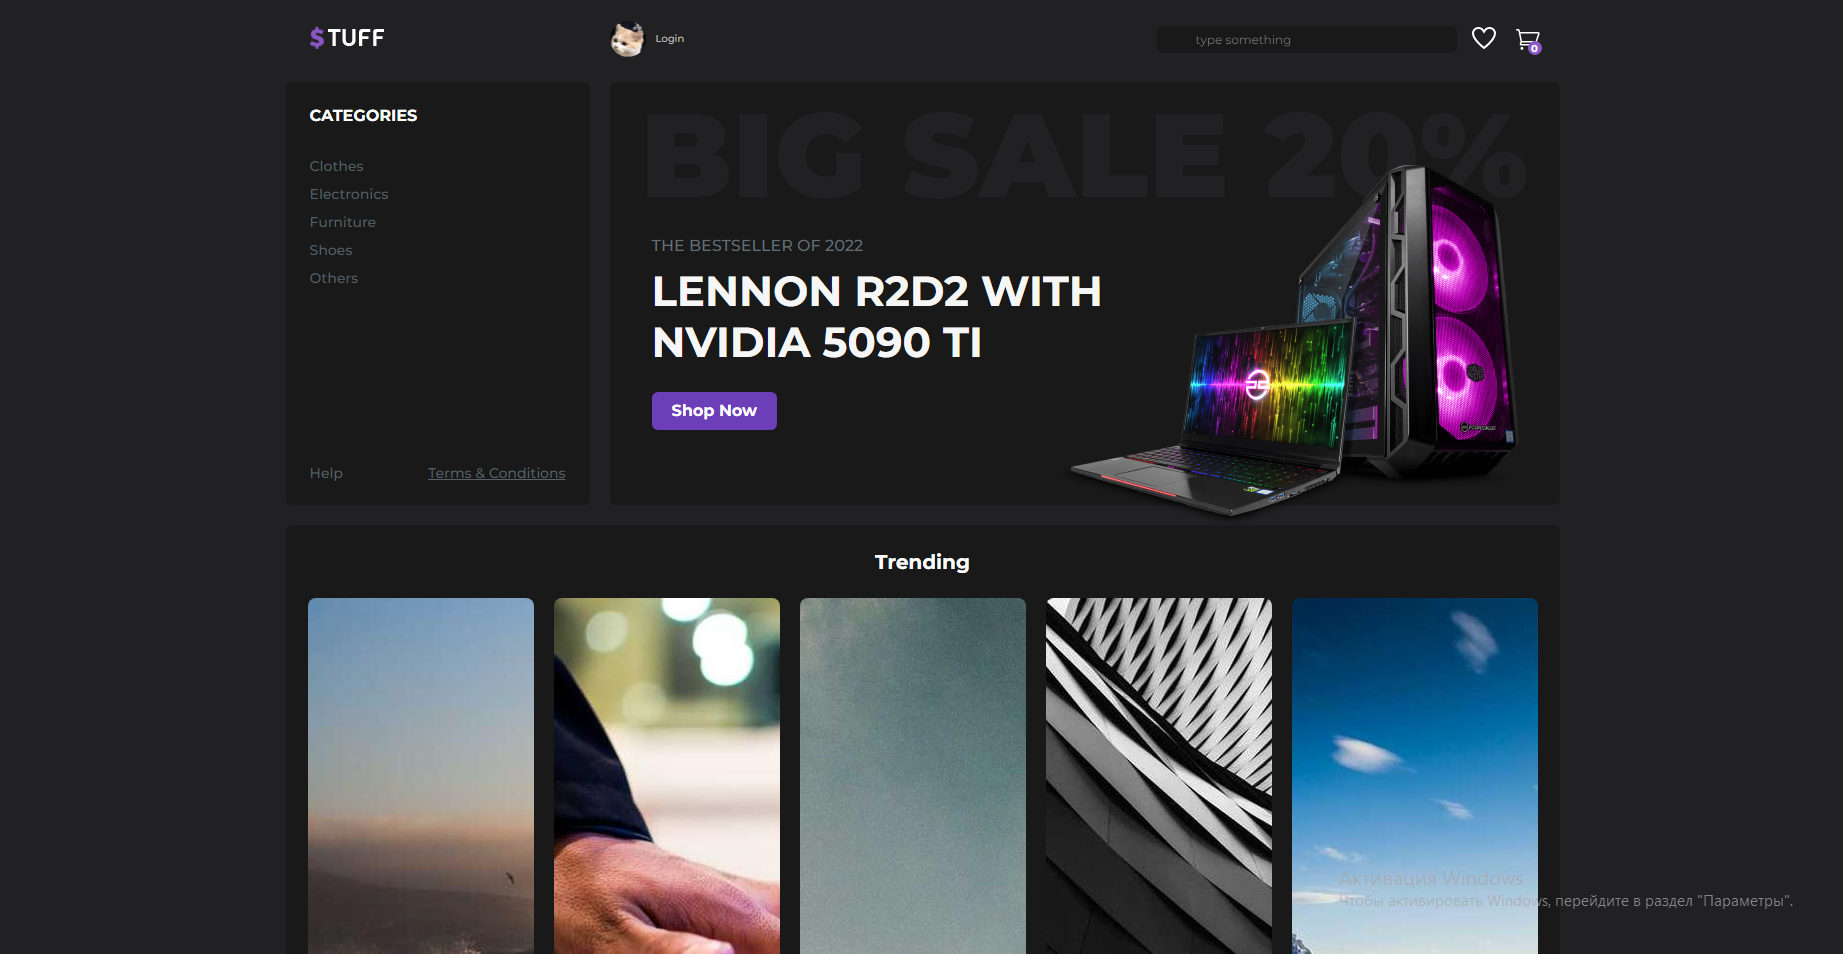 $TUFF
Login
type something
0
CATEGORIES
Clothes
Electronics
Furniture
Shoes
Others
Help
Terms & Conditions
BIG SALE 20%
THE BESTSELLER OF 2022
LENNON R2D2 WITH
NVIDIA 5090 TI
Shop Now
PCSPECIALIST
Trending
Активация Windows
Чтобы активировать Windows, перейдите в раздел "Параметры".